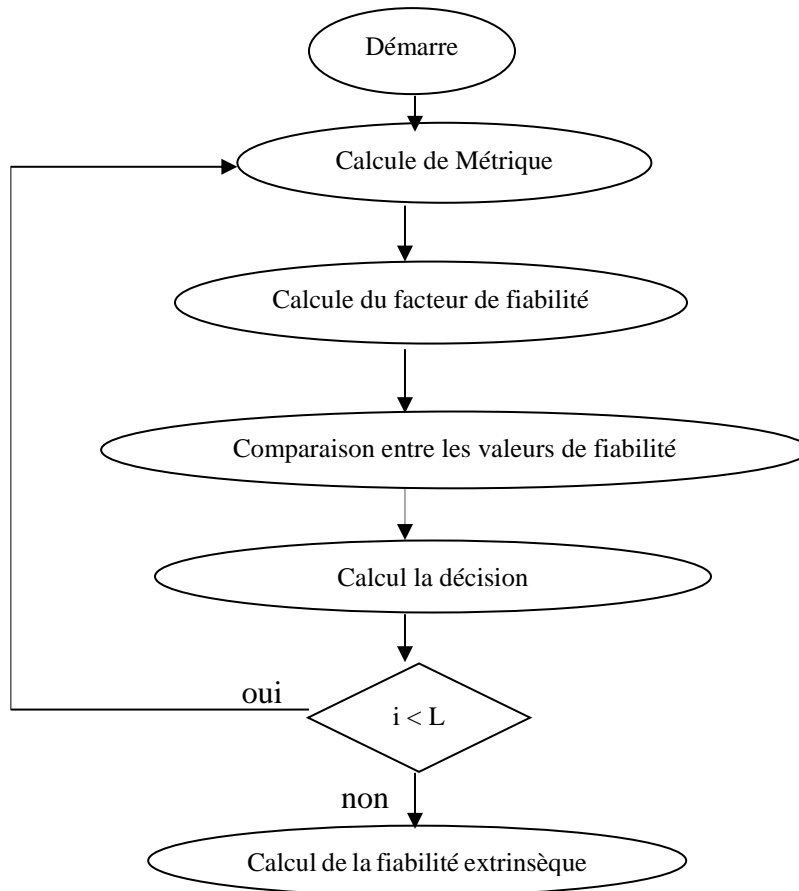 Démarre
Calcule de Métrique
Calcule du facteur de fiabilité
Comparaison entre les valeurs de fiabilité
Calcul la décision
oui
i < L
non
Calcul de la fiabilité extrinsèque